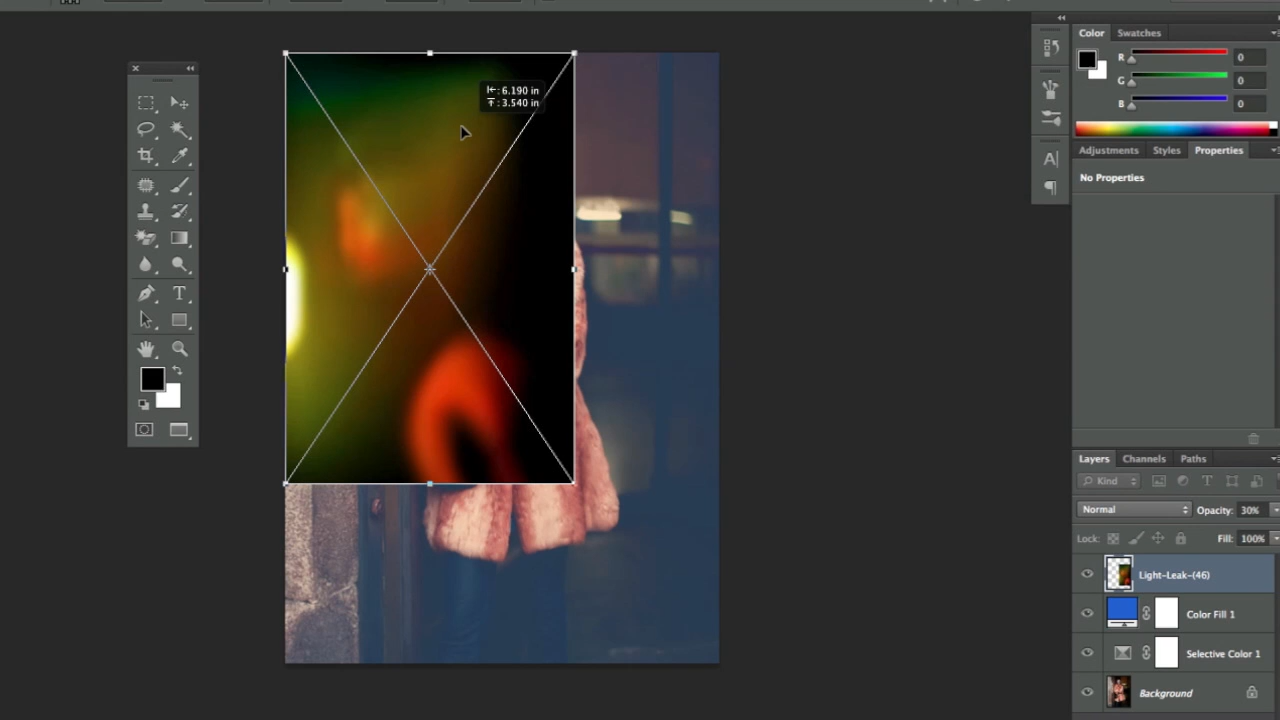 Color Swatches
R 0
G 0
B 0
Adjustments Styles Properties
No Properties
6.190 in
3.540 in
A
T
Layers Channels Paths
Kind T
Normal Opacity: 30%
Lock: Fill: 100%
Light-Leak-(46)
Color Fill 1
Selective Color 1
Background